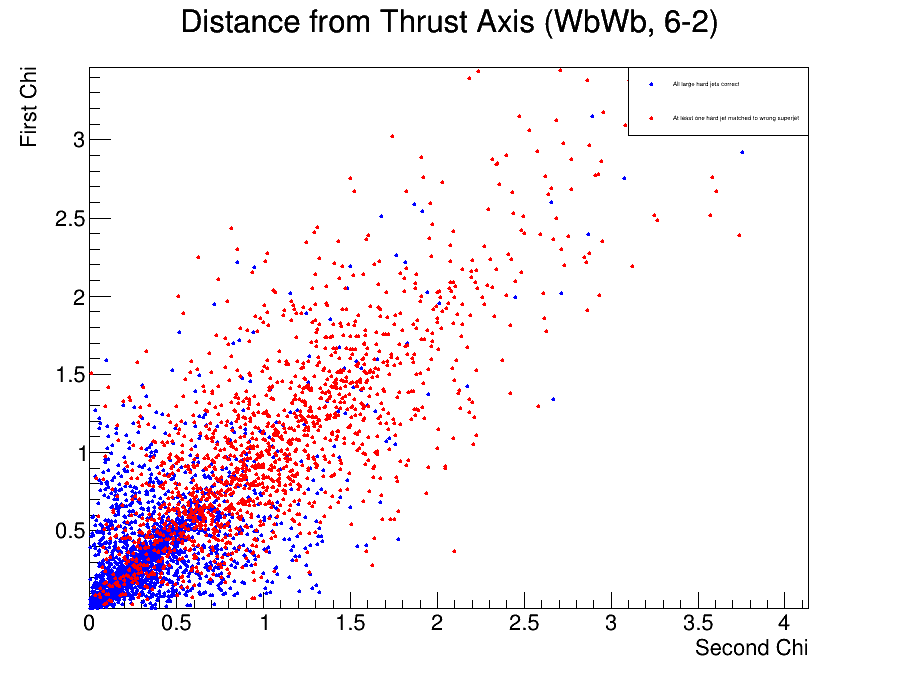 Distance from Thrust Axis (WbWb, 6-2)
First Chi
All large hard jets correct
At least one hard jet matched to wrong superjet
3
2.5
2
1.5
1
0.5
0 0.5 1 1.5 2 2.5 3 3.5 4
Second Chi